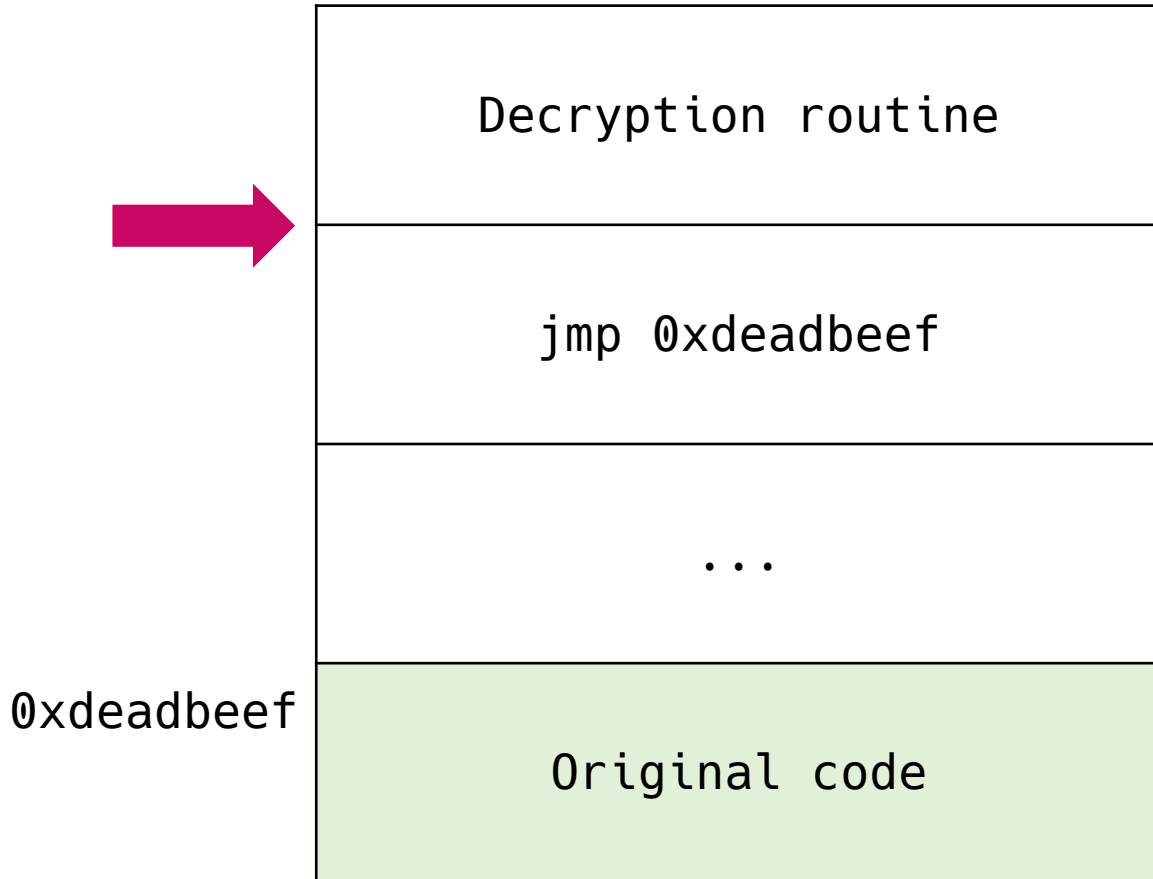 Decryption routine
jmp 0xdeadbeef
...
0xdeadbeef
Original code